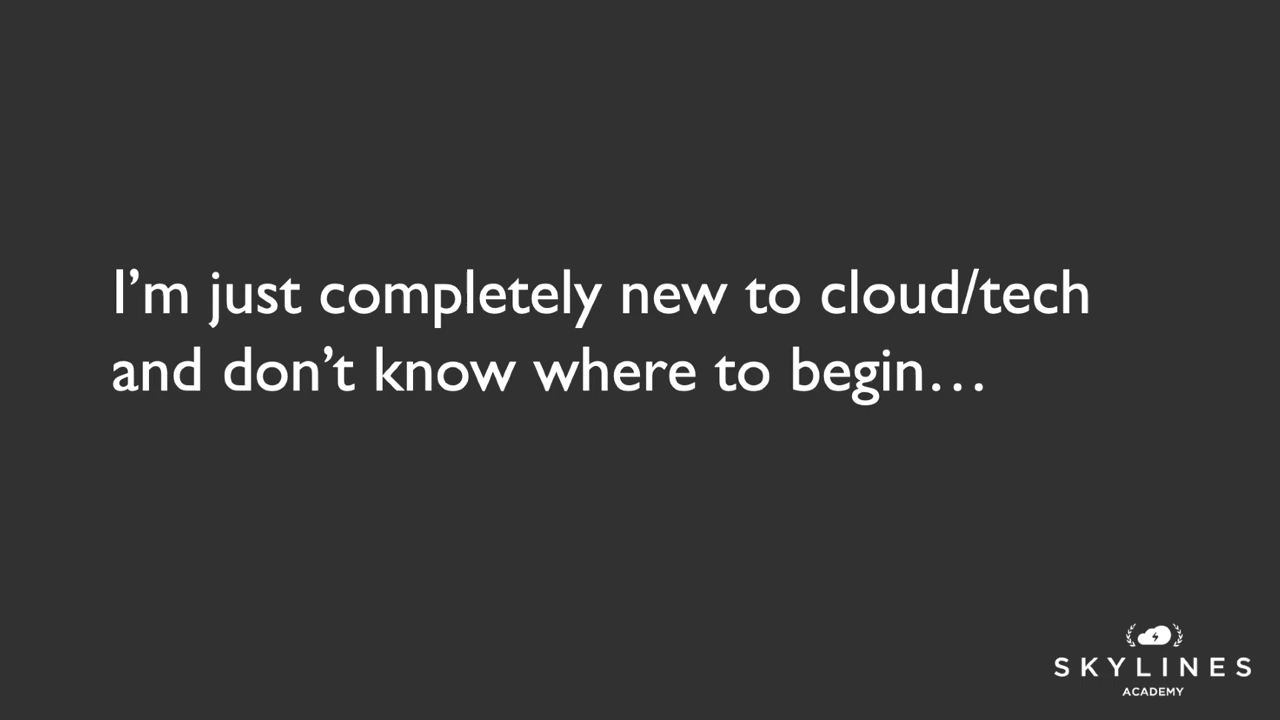 I’m just completely new to cloud/tech
and don’t know where to begin…
SKYLINES
ACADEMY